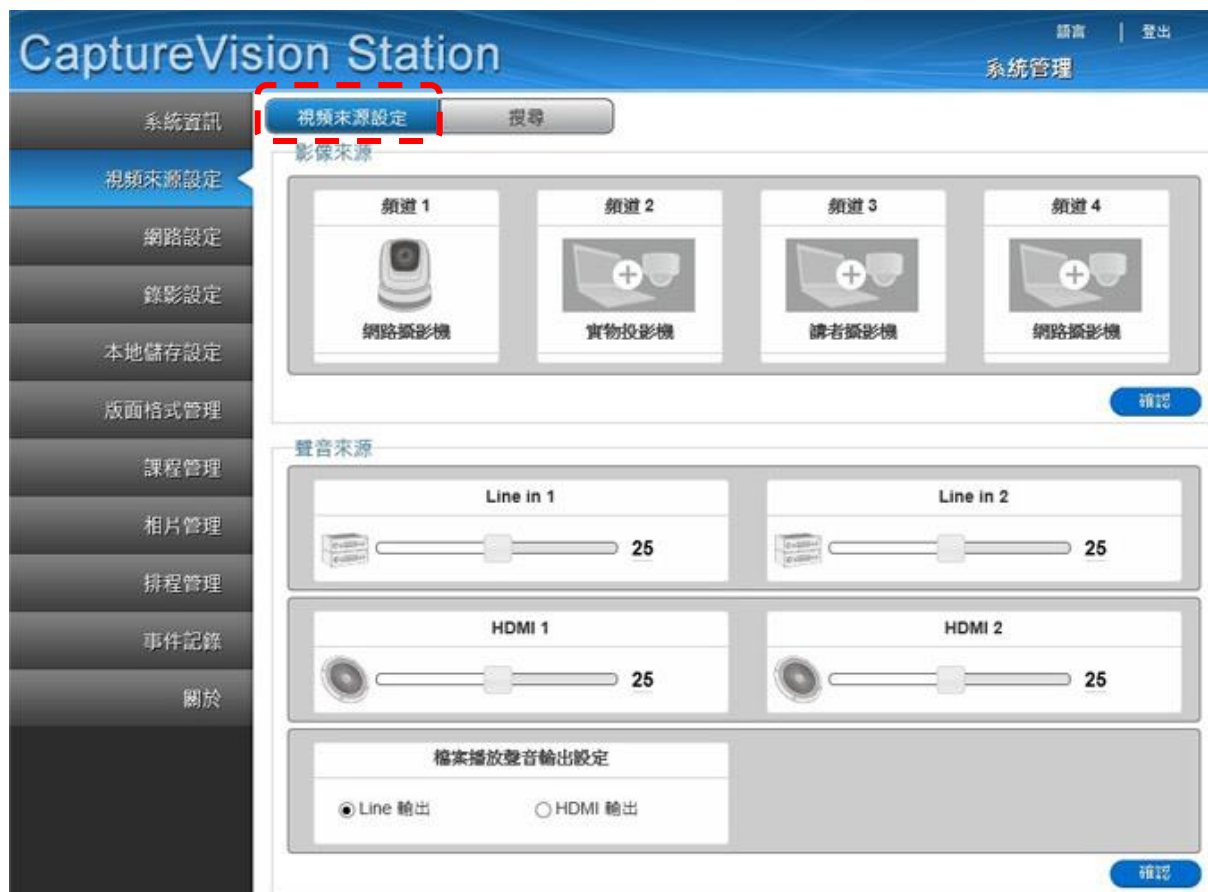 CaptureVision Station
語言 | 登出
系統管理
系統資訊
視頻來源設定
網路設定
錄影設定
本地儲存設定
版面格式管理
課程管理
相片管理
排程管理
事件記錄
關於
視頻來源設定 搜尋
影像來源
頻道 1 頻道 2 頻道 3 頻道 4
網路攝影機 實物投影機 講者攝影機 網路攝影機
確認
聲音來源
Line in 1 Line in 2
25 25
HDMI 1 HDMI 2
25 25
檔案播放聲音輸出設定
Line 輸出 HDMI 輸出
確認